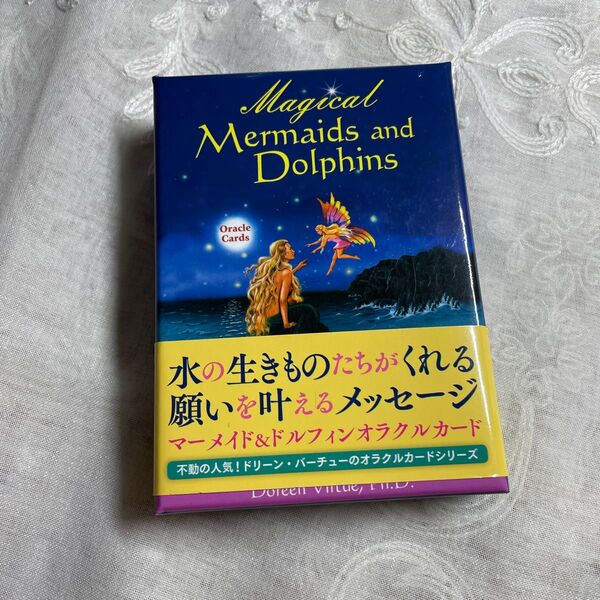 Magical
Mermaids and
Dolphins
Oracle
Cards
水の生きものたちがくれる
願いを叶えるメッセージ
マーメイド&ドルフィンオラクルカード
不動の人気！ドリーン・バーチューのオラクルカードシリーズ
Doreen Virtue, Ph.D.